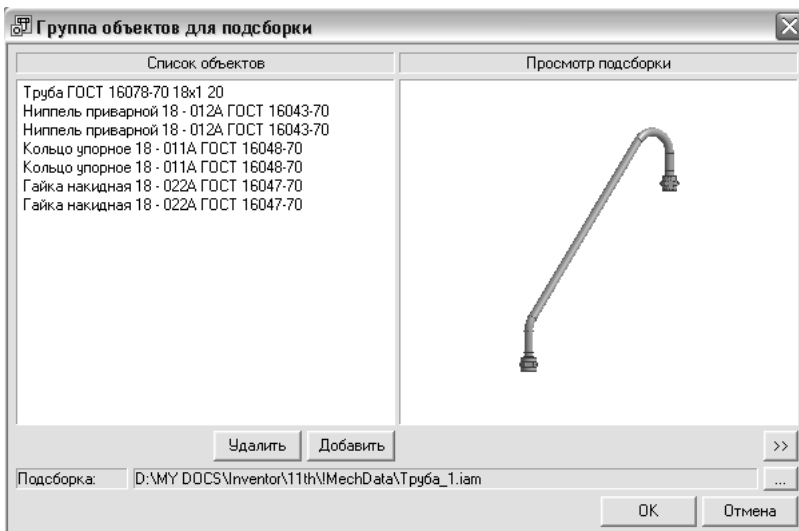 Группа объектов для подсборки
Список объектов
Просмотр подсборки
Труба ГОСТ 16078-70 18x1 20
Ниппель приварной 18 - 012А ГОСТ 16043-70
Ниппель приварной 18 - 012А ГОСТ 16043-70
Кольцо упорное 18 - 011А ГОСТ 16048-70
Кольцо упорное 18 - 011А ГОСТ 16048-70
Гайка накидная 18 - 022А ГОСТ 16047-70
Гайка накидная 18 - 022А ГОСТ 16047-70
Удалить
Добавить
>>
Подсборка:
D:\MY DOCS\Inventor\11th\!MechData\Труба_1.iam
...
OK
Отмена